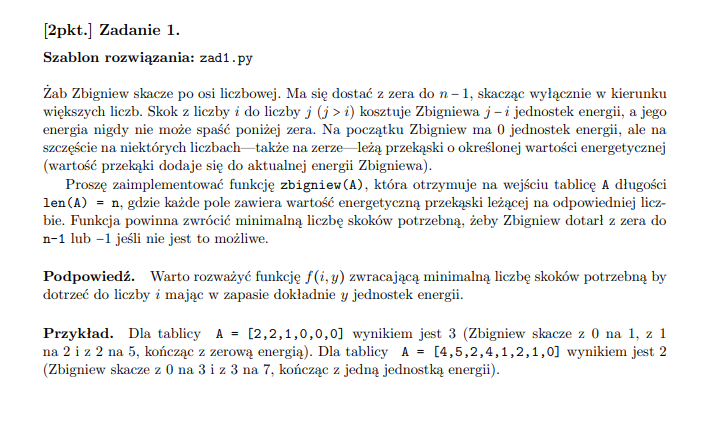 [2pkt.] Zadanie 1.
Szablon rozwiązania: zad1.py
Żab Zbigniew skacze po osi liczbowej. Ma się dostać z zera do n – 1, skacząc wyłącznie w kierunku
większych liczb. Skok z liczby i do liczby j (j > i) kosztuje Zbigniewa j – i jednostek energii, a jego
energia nigdy nie może spaść poniżej zera. Na początku Zbigniew ma 0 jednostek energii, ale na
szczęście na niektórych liczbach—także na zerze—leżą przekąski o określonej wartości energetycznej
(wartość przekąki dodaje się do aktualnej energii Zbigniewa).
Proszę zaimplementować funkcję zbigniew(A), która otrzymuje na wejściu tablicę A długości
len(A) = n, gdzie każde pole zawiera wartość energetyczną przekąski leżącej na odpowiedniej licz-
bie. Funkcja powinna zwrócić minimalną liczbę skoków potrzebną, żeby Zbigniew dotarł z zera do
n-1 lub –1 jeśli nie jest to możliwe.
Podpowiedź. Warto rozważyć funkcję f(i, y) zwracającą minimalną liczbę skoków potrzebną by
dotrzeć do liczby i mając w zapasie dokładnie y jednostek energii.
Przykład. Dla tablicy A = [2,2,1,0,0,0] wynikiem jest 3 (Zbigniew skacze z 0 na 1, z 1
na 2 i z 2 na 5, kończąc z zerową energią). Dla tablicy A = [4,5,2,4,1,2,1,0] wynikiem jest 2
(Zbigniew skacze z 0 na 3 i z 3 na 7, kończąc z jedną jednostką energii).